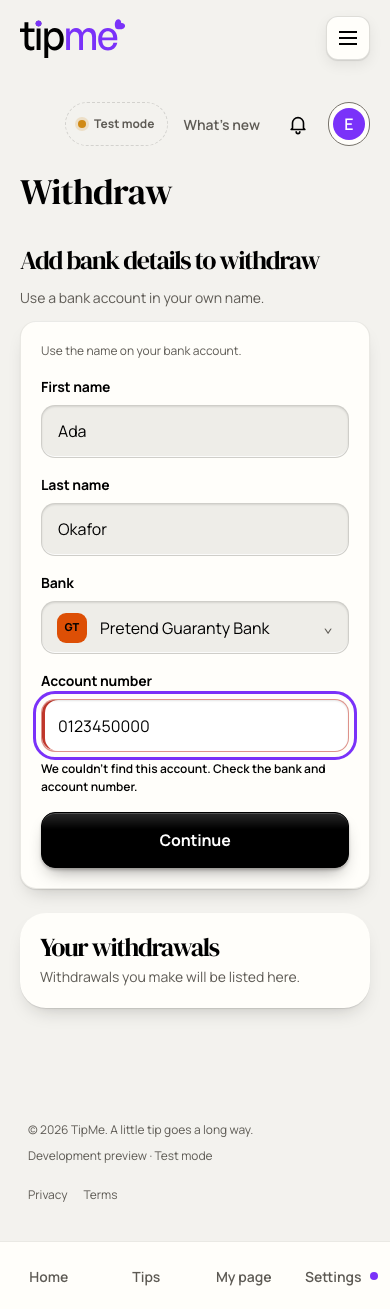 tipme
Test mode
What's new
E
Withdraw
Add bank details to withdraw
Use a bank account in your own name.
Use the name on your bank account.
First name
Ada
Last name
Okafor
Bank
GT Pretend Guaranty Bank
Account number
0123450000
We couldn't find this account. Check the bank and
account number.
Continue
Your withdrawals
Withdrawals you make will be listed here.
© 2026 TipMe. A little tip goes a long way.
Development preview · Test mode
Privacy Terms
Home Tips My page Settings